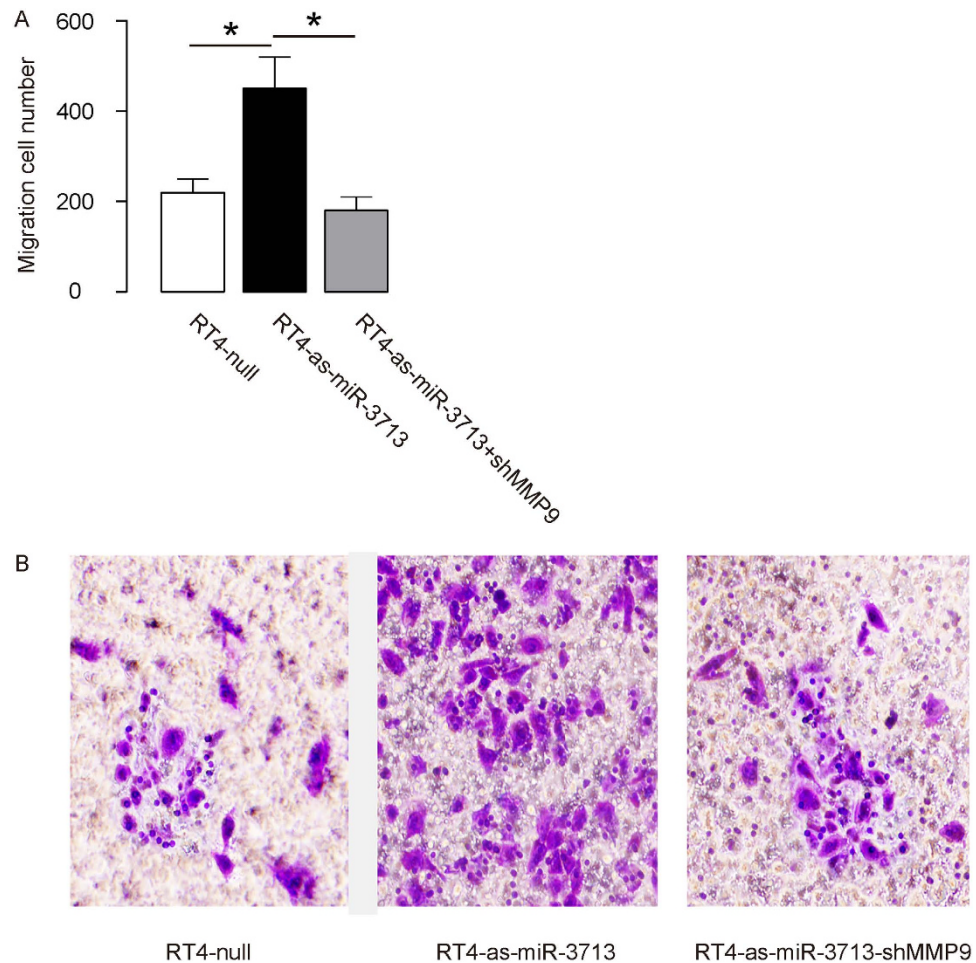 A
600
400
200
0
Migration cell number
*
*
RT4-null
RT4-as-miR-3713
RT4-as-miR-3713+shMMP9
B
RT4-null
RT4-as-miR-3713
RT4-as-miR-3713-shMMP9